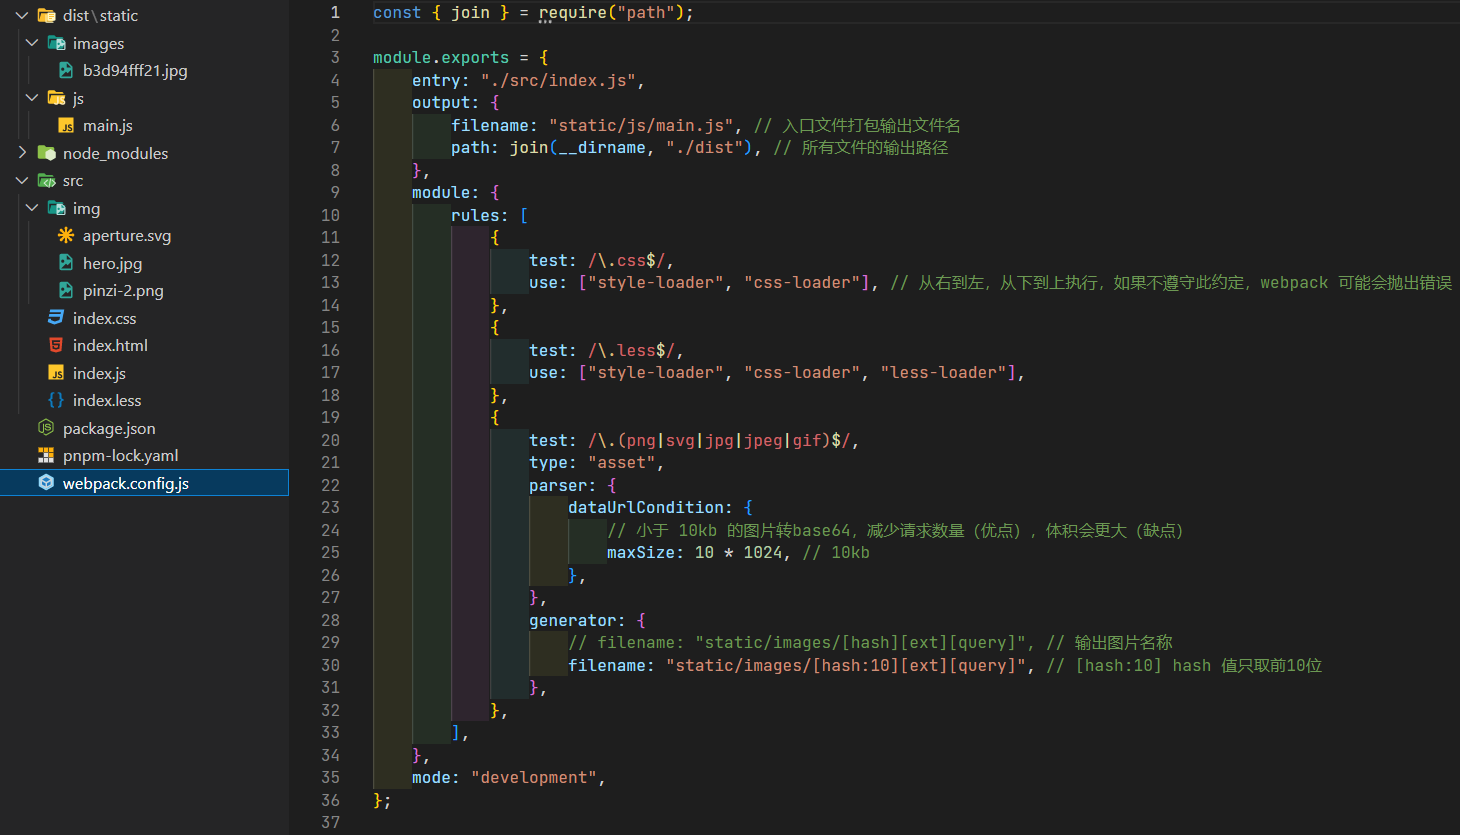 dist\static
images
b3d94fff21.jpg
js
main.js
node_modules
src
img
aperture.svg
hero.jpg
pinzi-2.png
index.css
index.html
index.js
index.less
package.json
pnpm-lock.yaml
webpack.config.js
1 const { join } = require("path");
2
3 module.exports = {
4 entry: "./src/index.js",
5 output: {
6 filename: "static/js/main.js", // 入口文件打包输出文件名
7 path: join(__dirname, "./dist"), // 所有文件的输出路径
8 },
9 module: {
10 rules: [
11 {
12 test: /\.css$/,
13 use: ["style-loader", "css-loader"], // 从右到左，从下到上执行，如果不遵守此约定，webpack 可能会抛出错误
14 },
15 {
16 test: /\.less$/,
17 use: ["style-loader", "css-loader", "less-loader"],
18 },
19 {
20 test: /\.(png|svg|jpg|jpeg|gif)$/,
21 type: "asset",
22 parser: {
23 dataUrlCondition: {
24 // 小于 10kb 的图片转base64，减少请求数量（优点），体积会更大（缺点）
25 maxSize: 10 * 1024, // 10kb
26 },
27 },
28 generator: {
29 // filename: "static/images/[hash][ext][query]", // 输出图片名称
30 filename: "static/images/[hash:10][ext][query]", // [hash:10] hash 值只取前10位
31 },
32 },
33 ],
34 },
35 mode: "development",
36 };
37